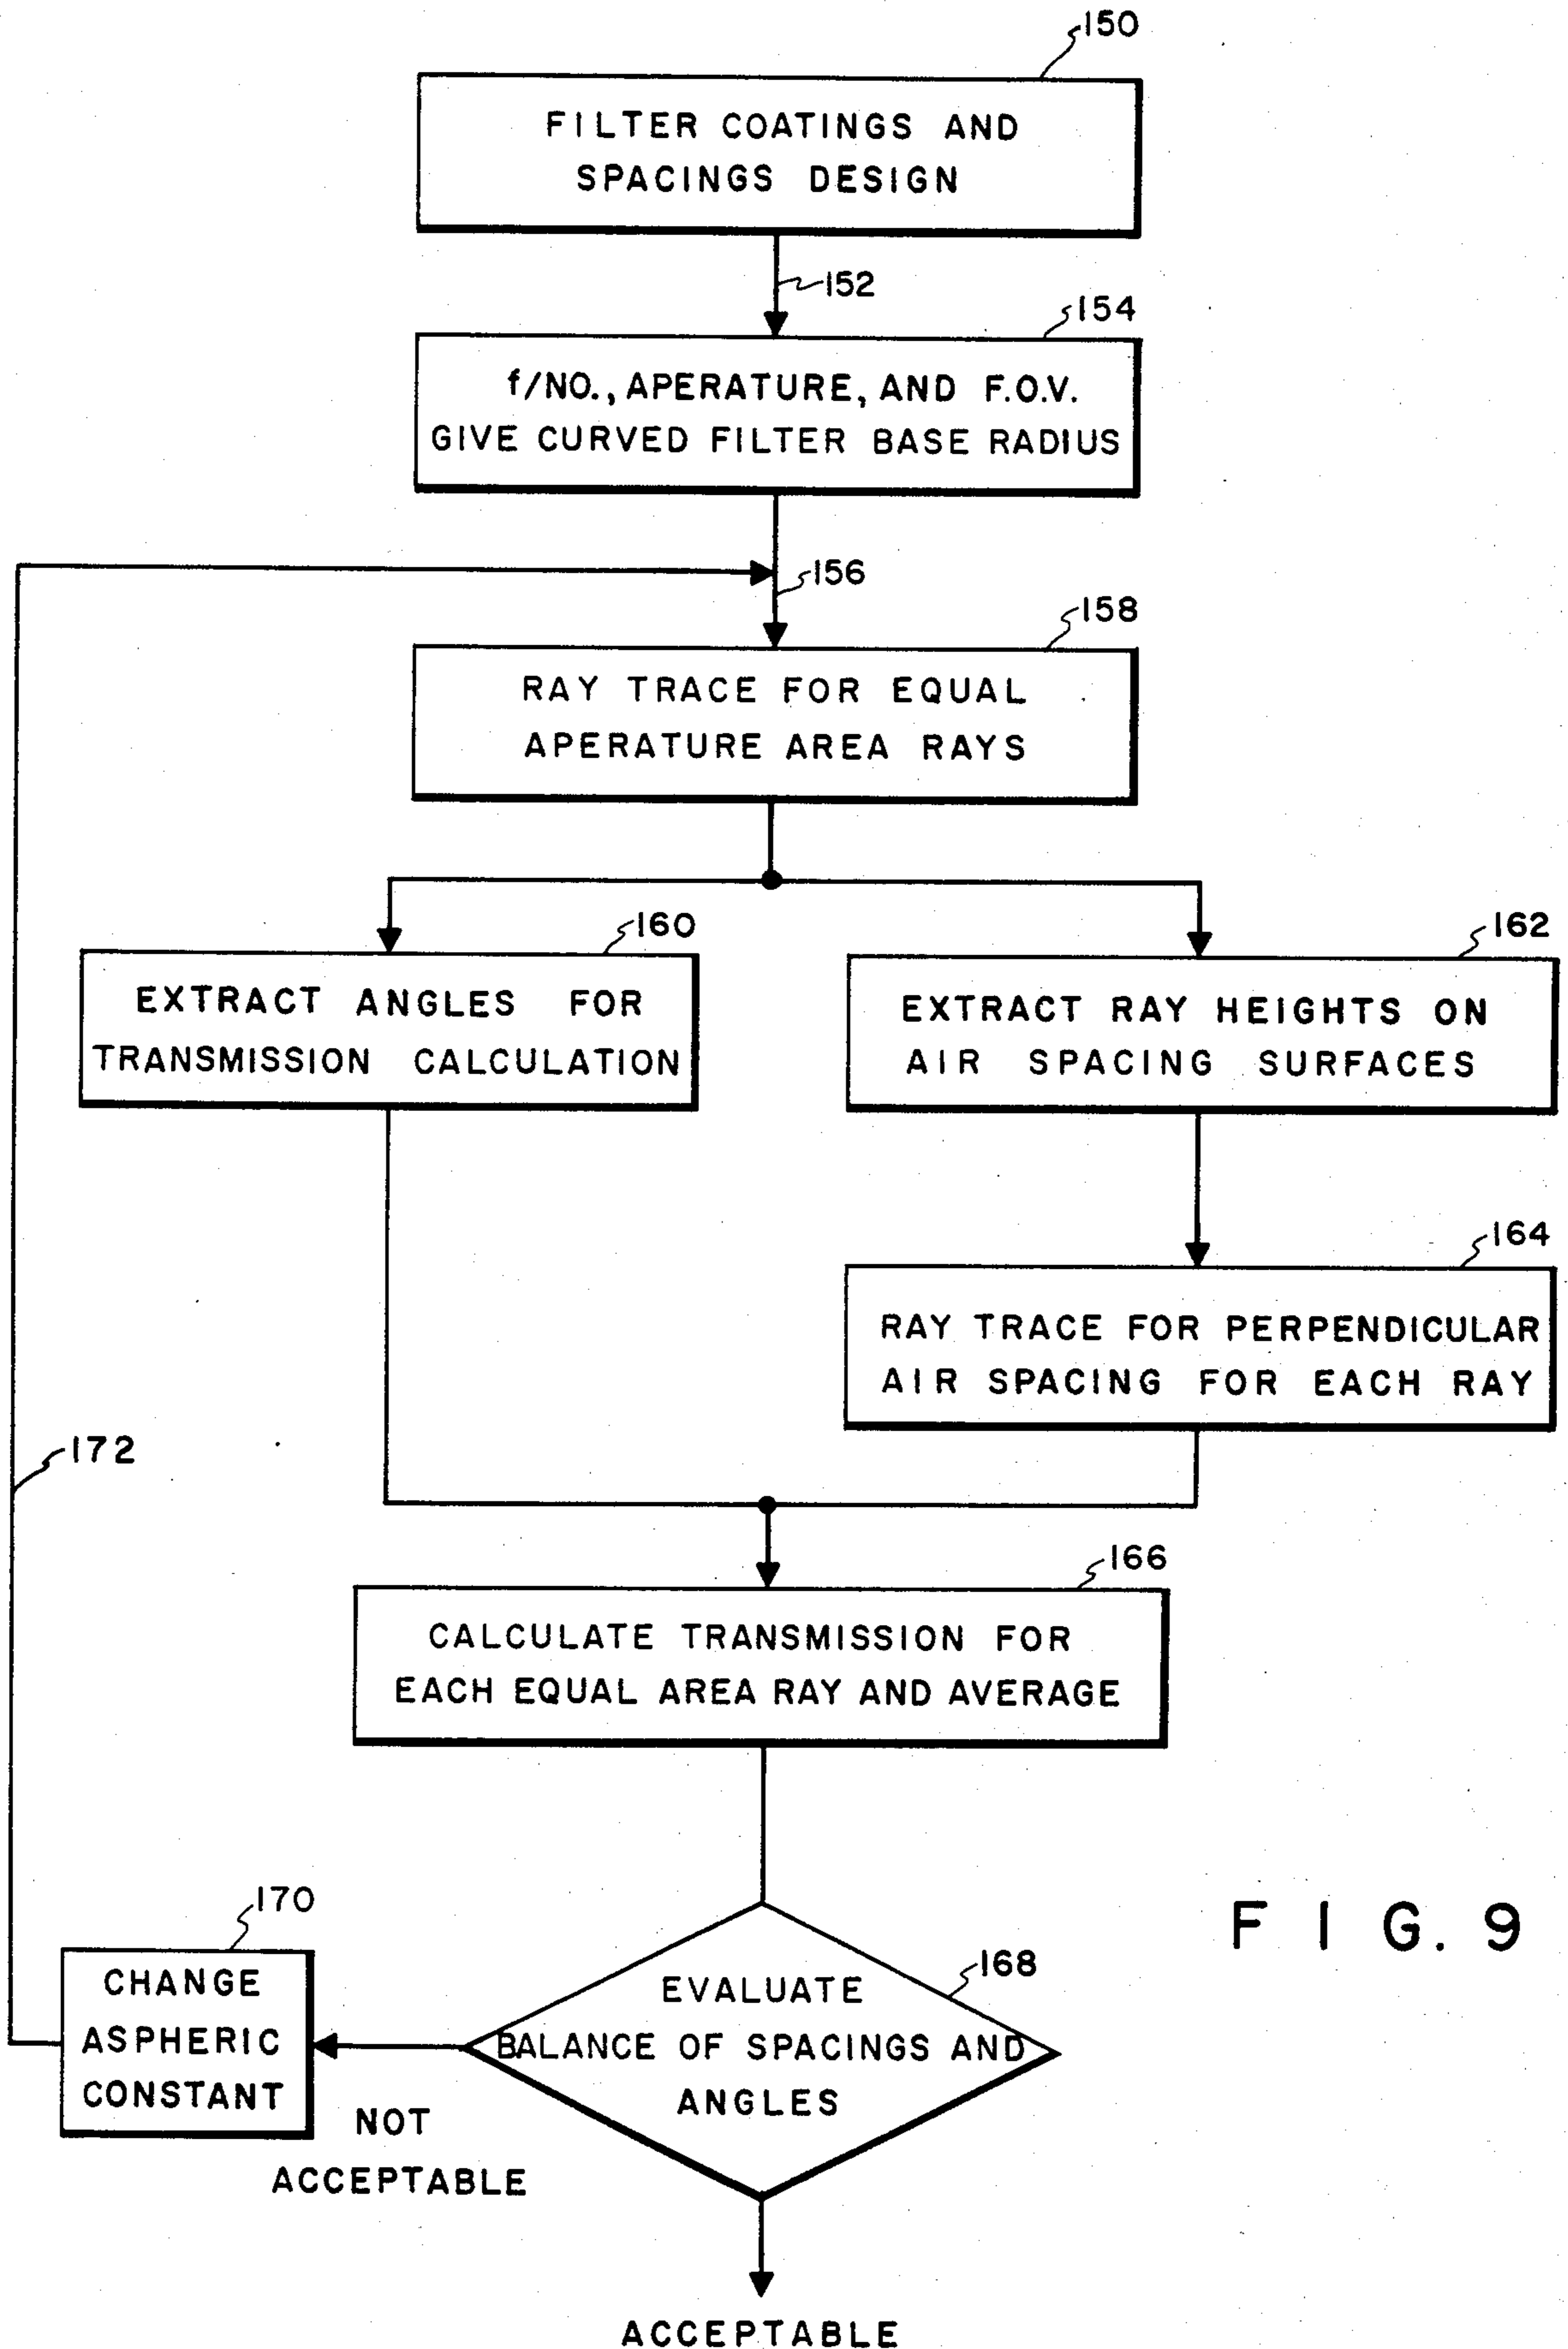 150
FILTER COATINGS AND
SPACINGS DESIGN
152
154
f/NO., APERATURE, AND F.O.V.
GIVE CURVED FILTER BASE RADIUS
156
158
RAY TRACE FOR EQUAL
APERATURE AREA RAYS
160
EXTRACT ANGLES FOR
TRANSMISSION CALCULATION
162
EXTRACT RAY HEIGHTS ON
AIR SPACING SURFACES
164
RAY TRACE FOR PERPENDICULAR
AIR SPACING FOR EACH RAY
172
166
CALCULATE TRANSMISSION FOR
EACH EQUAL AREA RAY AND AVERAGE
170
CHANGE
ASPHERIC
CONSTANT
168
EVALUATE
BALANCE OF SPACINGS AND
ANGLES
NOT
ACCEPTABLE
ACCEPTABLE
FIG. 9